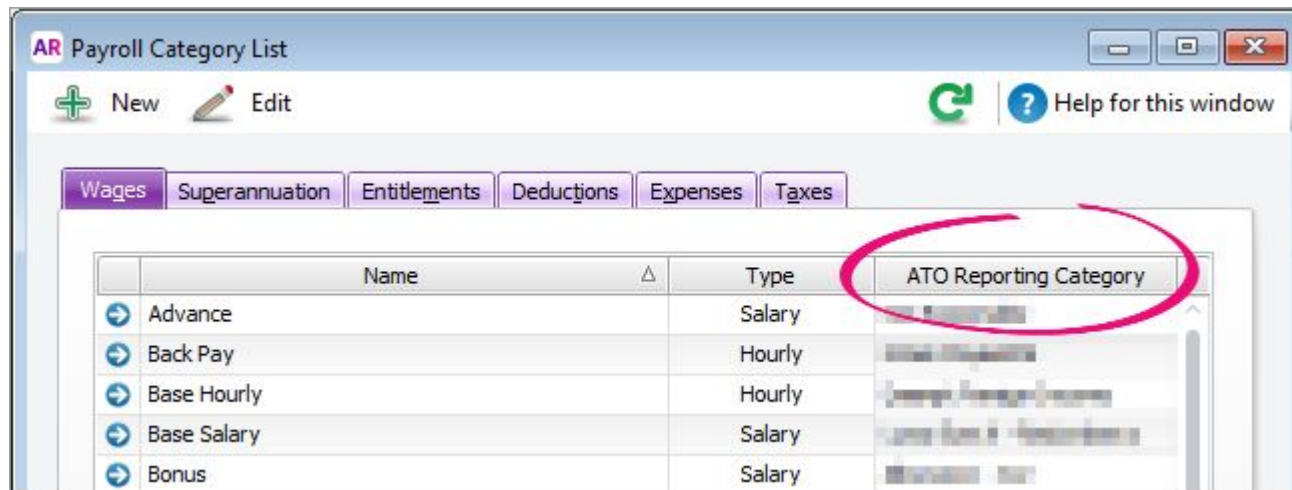 AR Payroll Category List
New Edit Help for this window
Wages Superannuation Entitlements Deductions Expenses Taxes
Name Type ATO Reporting Category
Advance Salary
Back Pay Hourly
Base Hourly Hourly
Base Salary Salary
Bonus Salary